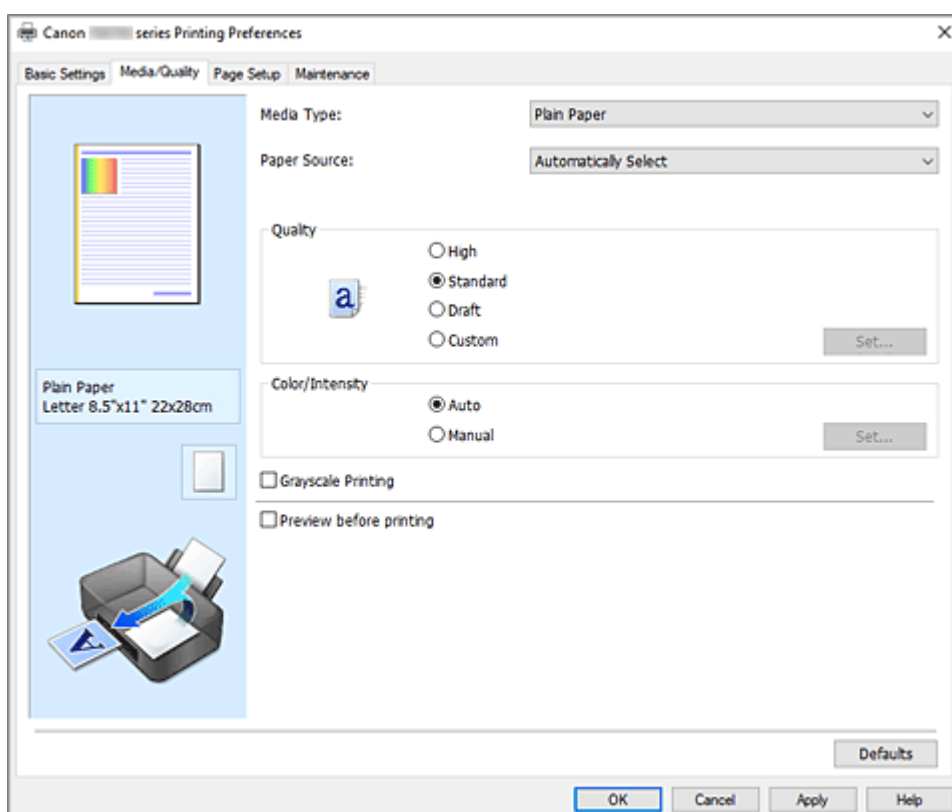 Canon series Printing Preferences
Basic Settings Media/Quality Page Setup Maintenance
Media Type: Plain Paper
Paper Source: Automatically Select
Quality
High
a Standard
Draft
Custom Set...
Plain Paper
Letter 8.5"x11" 22x28cm
Color/Intensity
Auto
Manual Set...
Grayscale Printing
Preview before printing
A
Defaults
OK Cancel Apply Help